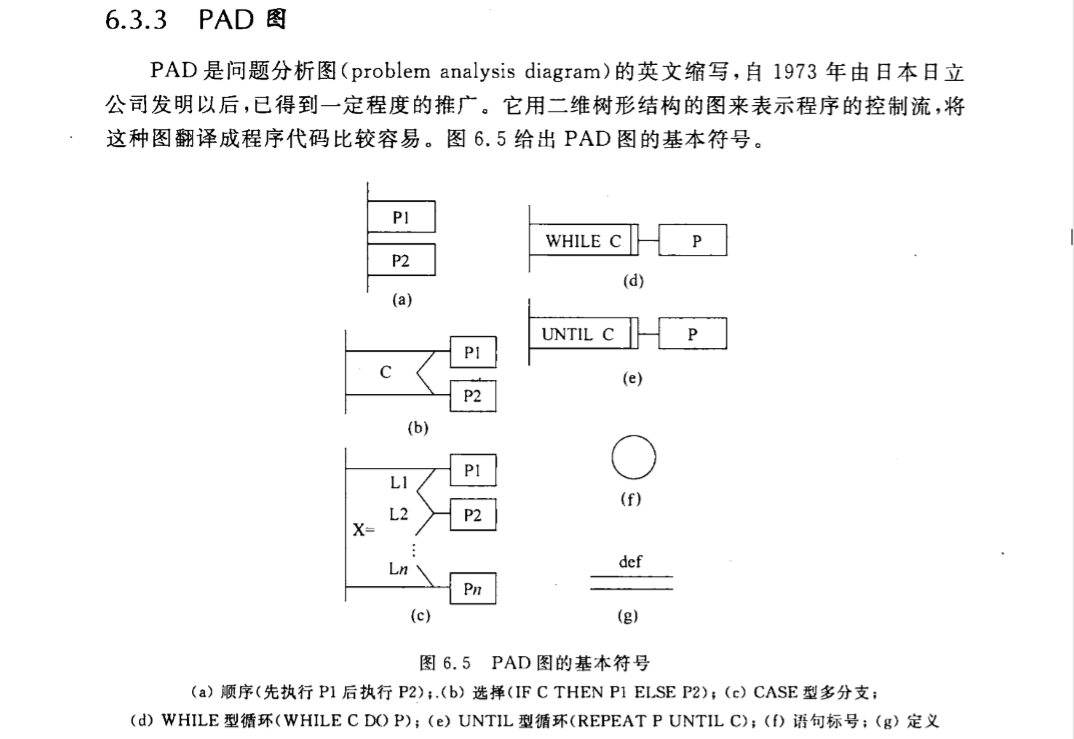 6.3.3 PAD 图
PAD 是问题分析图(problem analysis diagram)的英文缩写,自 1973 年由日本日立
公司发明以后,已得到一定程度的推广。它用二维树形结构的图来表示程序的控制流,将
这种图翻译成程序代码比较容易。图 6.5 给出 PAD 图的基本符号。
P1
P2
(a)
WHILE C P
(d)
UNTIL C P
(e)
C
P1
P2
(b)
(f)
X=
L1 P1
L2 P2
⋮
Ln Pn
(c)
def
(g)
图 6.5 PAD 图的基本符号
(a) 顺序(先执行 P1 后执行 P2);(b) 选择(IF C THEN P1 ELSE P2);(c) CASE 型多分支;
(d) WHILE 型循环(WHILE C DO P);(e) UNTIL 型循环(REPEAT P UNTIL C);(f) 语句标号;(g) 定义